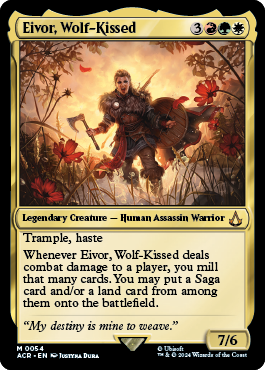 Eivor, Wolf-Kissed 3
Legendary Creature — Human Assassin Warrior
Trample, haste
Whenever Eivor, Wolf-Kissed deals
combat damage to a player, you mill
that many cards. You may put a Saga
card and/or a land card from among
them onto the battlefield.
“My destiny is mine to weave.”
7/6
M 0054
ACR • EN JUSTYNA DURA
© Ubisoft
™ & © 2024 Wizards of the Coast